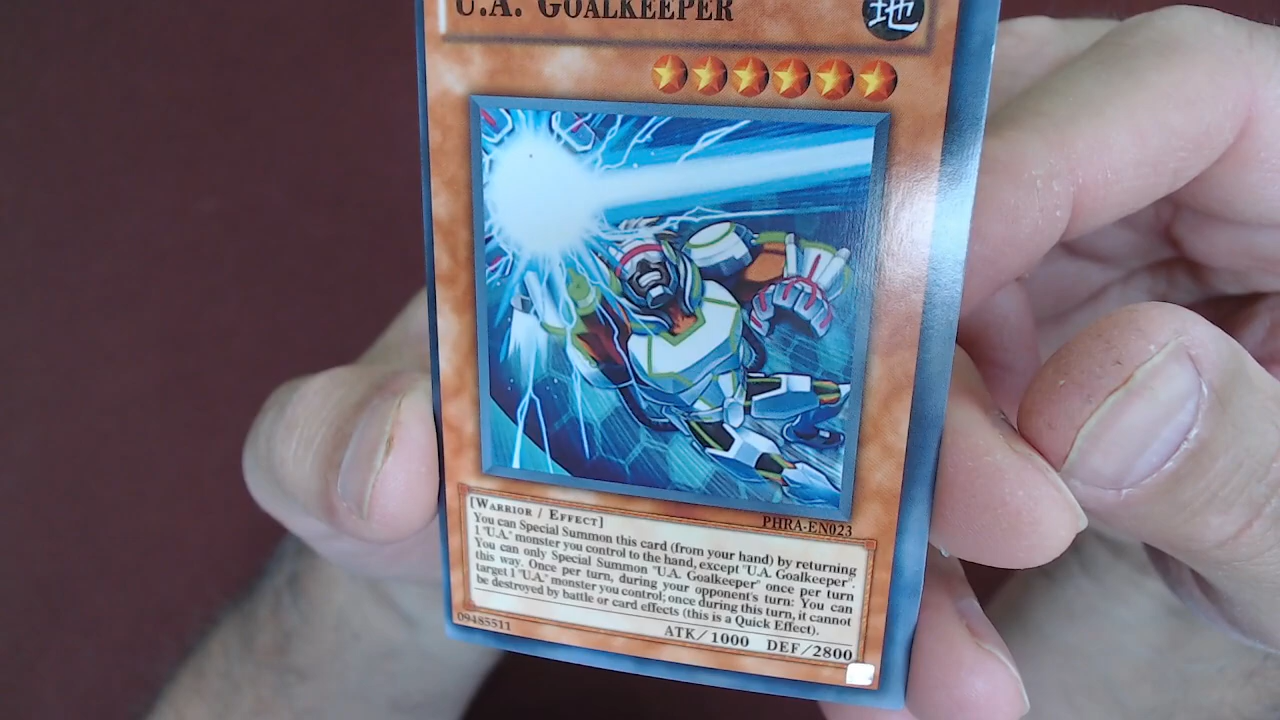 U.A. GOALKEEPER
地
[WARRIOR / EFFECT]
PHRA-EN023
You can Special Summon this card (from your hand) by returning
1 "U.A." monster you control to the hand, except "U.A. Goalkeeper".
You can only Special Summon "U.A. Goalkeeper" once per turn
this way. Once per turn, during your opponent's turn: You can
target 1 "U.A." monster you control; once during this turn, it cannot
be destroyed by battle or card effects (this is a Quick Effect).
ATK/1000 DEF/2800
09485511